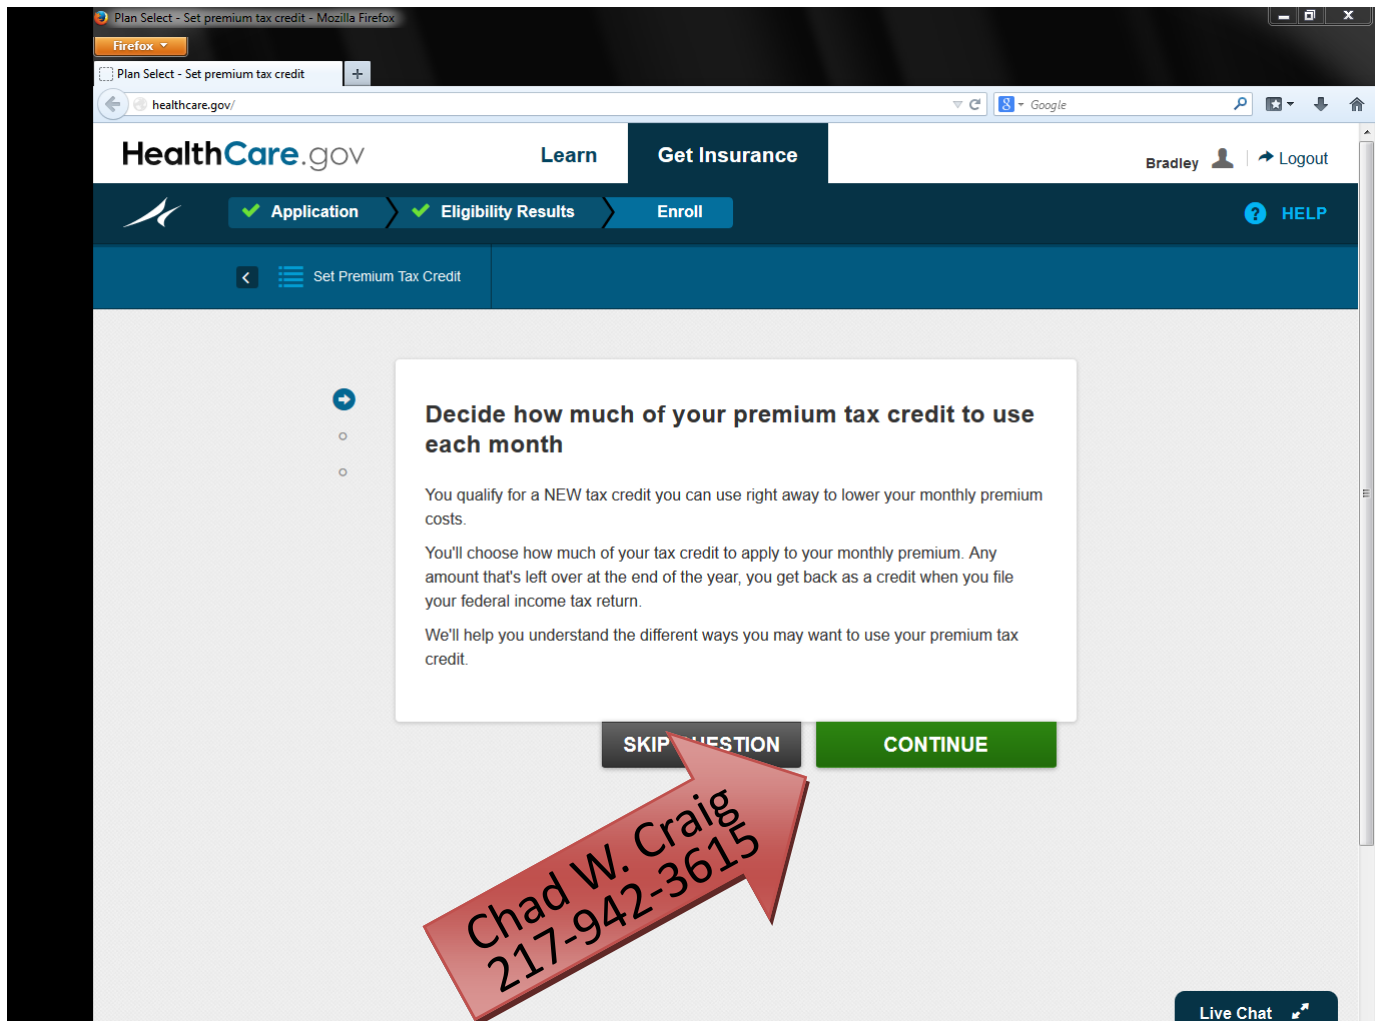 Plan Select - Set premium tax credit - Mozilla Firefox
Firefox
Plan Select - Set premium tax credit
healthcare.gov/
Google
HealthCare.gov
Learn
Get Insurance
Bradley
Logout
Application
Eligibility Results
Enroll
HELP
Set Premium Tax Credit
Decide how much of your premium tax credit to use
each month
You qualify for a NEW tax credit you can use right away to lower your monthly premium
costs.
You'll choose how much of your tax credit to apply to your monthly premium. Any
amount that's left over at the end of the year, you get back as a credit when you file
your federal income tax return.
We'll help you understand the different ways you may want to use your premium tax
credit.
SKIP QUESTION
CONTINUE
Chad W. Craig
217-942-3615
Live Chat